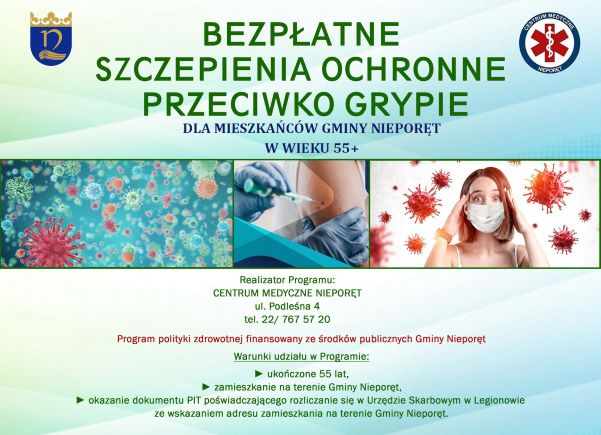 BEZPŁATNE
SZCZEPIENIA OCHRONNE
PRZECIWKO GRYPIE
DLA MIESZKAŃCÓW GMINY NIEPORĘT
W WIEKU 55+
CENTRUM MEDYCZNE
NIEPORĘT
Realizator Programu:
CENTRUM MEDYCZNE NIEPORĘT
ul. Podleśna 4
tel. 22/ 767 57 20
Program polityki zdrowotnej finansowany ze środków publicznych Gminy Nieporęt
Warunki udziału w Programie:
► ukończone 55 lat,
► zamieszkanie na terenie Gminy Nieporęt,
► okazanie dokumentu PIT poświadczającego rozliczanie się w Urzędzie Skarbowym w Legionowie
ze wskazaniem adresu zamieszkania na terenie Gminy Nieporęt.